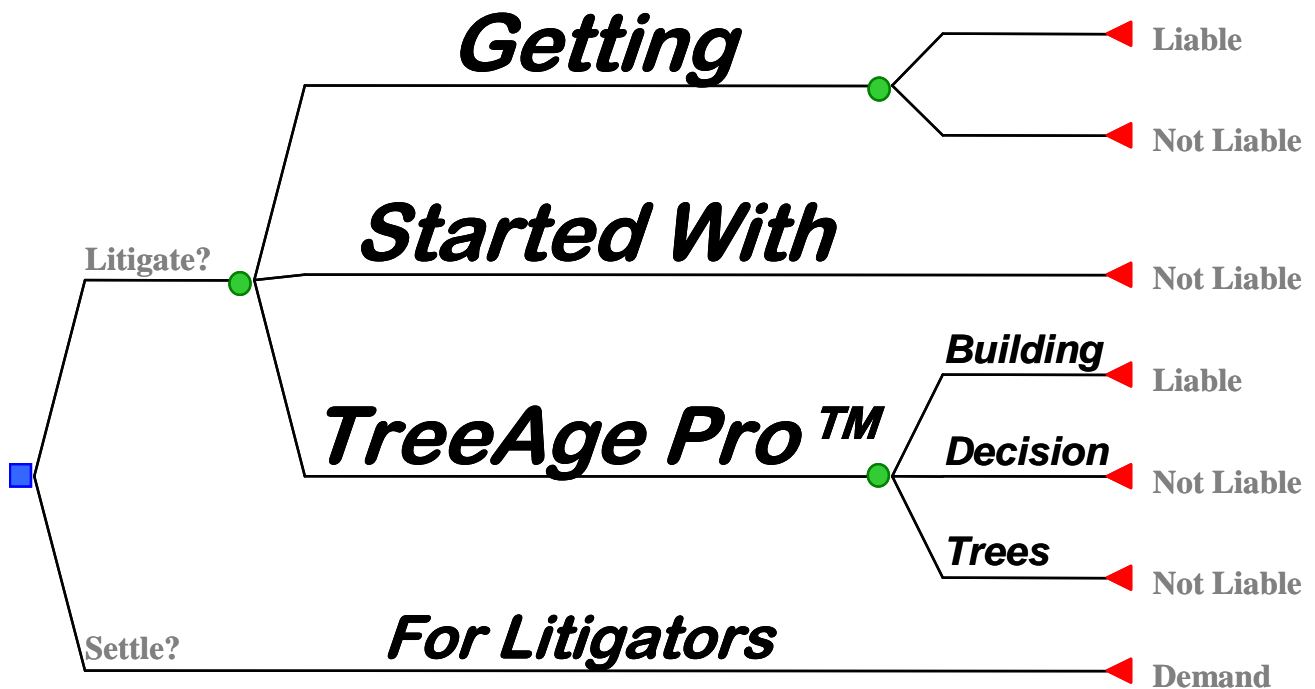 Getting
Liable
Not Liable
Started With
Litigate?
Not Liable
Building
Liable
TreeAge Pro™
Decision
Not Liable
Trees
Not Liable
For Litigators
Settle?
Demand